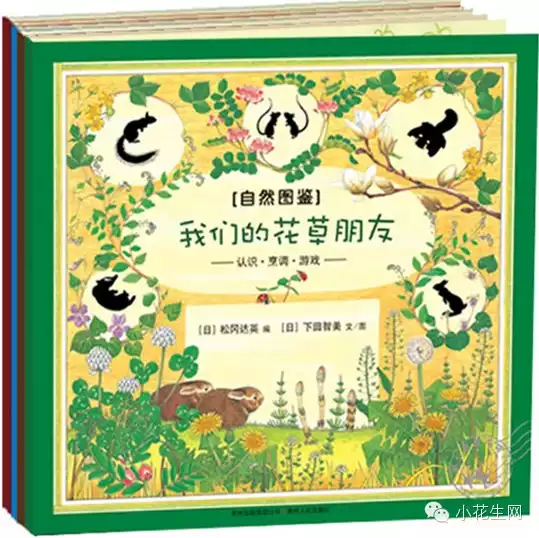 [自然图鉴]
我们的花草朋友
认识·烹调·游戏
[日] 松冈达英 编 [日] 下田智美 文/图
小花生网